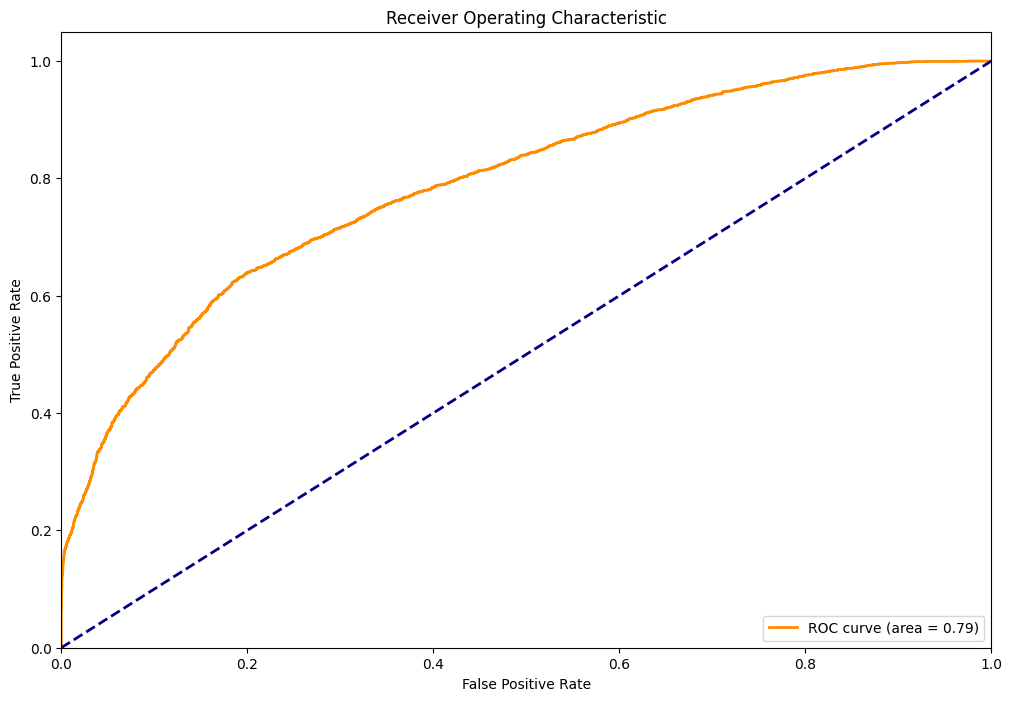 Receiver Operating Characteristic
True Positive Rate
1.0
0.8
0.6
0.4
0.2
0.0
0.0 0.2 0.4 0.6 0.8 1.0
False Positive Rate
ROC curve (area = 0.79)